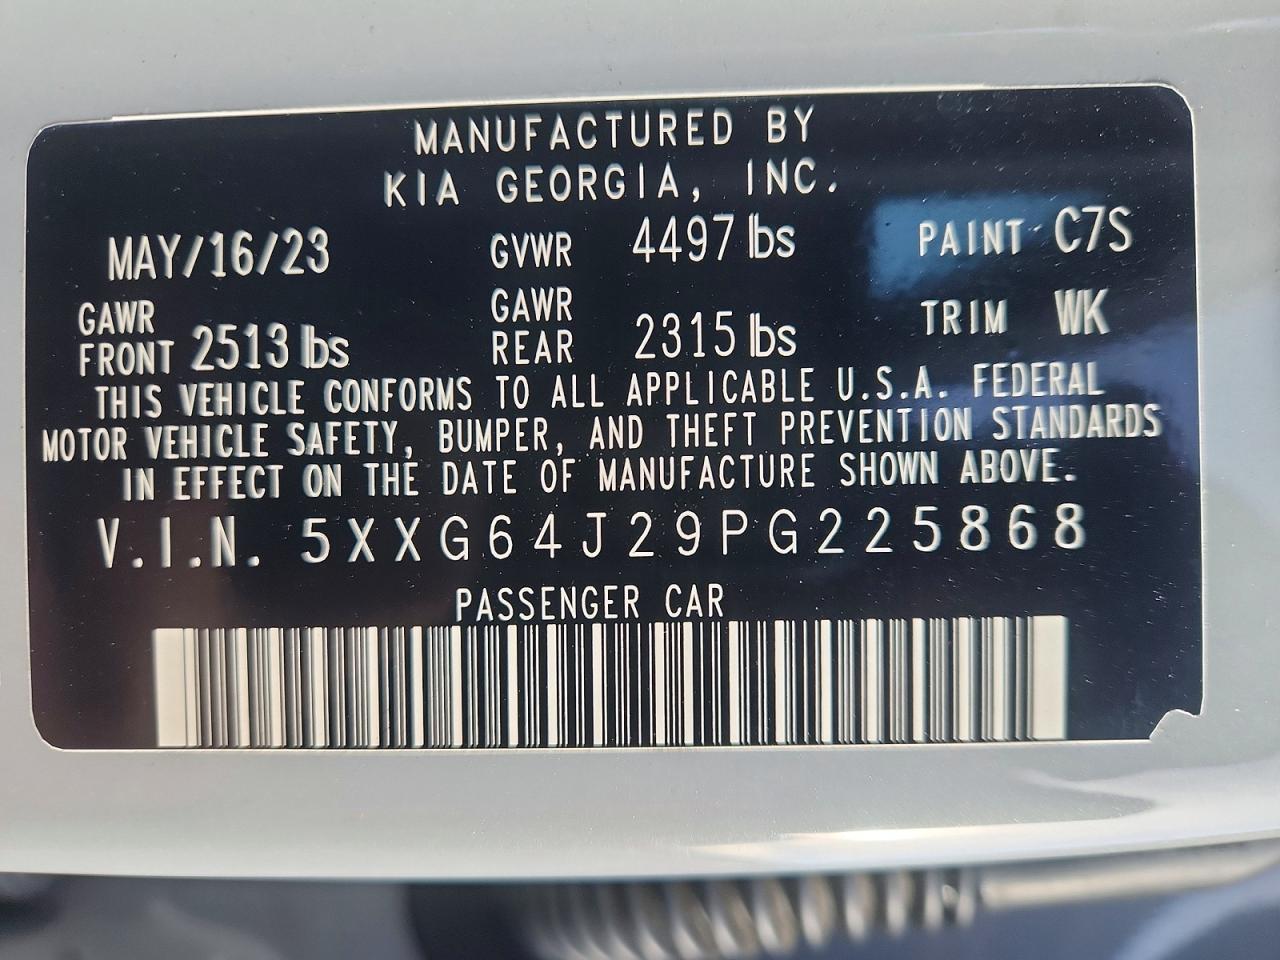 MANUFACTURED BY
KIA GEORGIA, INC.
MAY/16/23 GVWR 4497 lbs PAINT C7S
GAWR FRONT 2513 lbs GAWR REAR 2315 lbs TRIM WK
THIS VEHICLE CONFORMS TO ALL APPLICABLE U.S.A. FEDERAL
MOTOR VEHICLE SAFETY, BUMPER, AND THEFT PREVENTION STANDARDS
IN EFFECT ON THE DATE OF MANUFACTURE SHOWN ABOVE.
V.I.N. 5XXG64J29PG225868
PASSENGER CAR